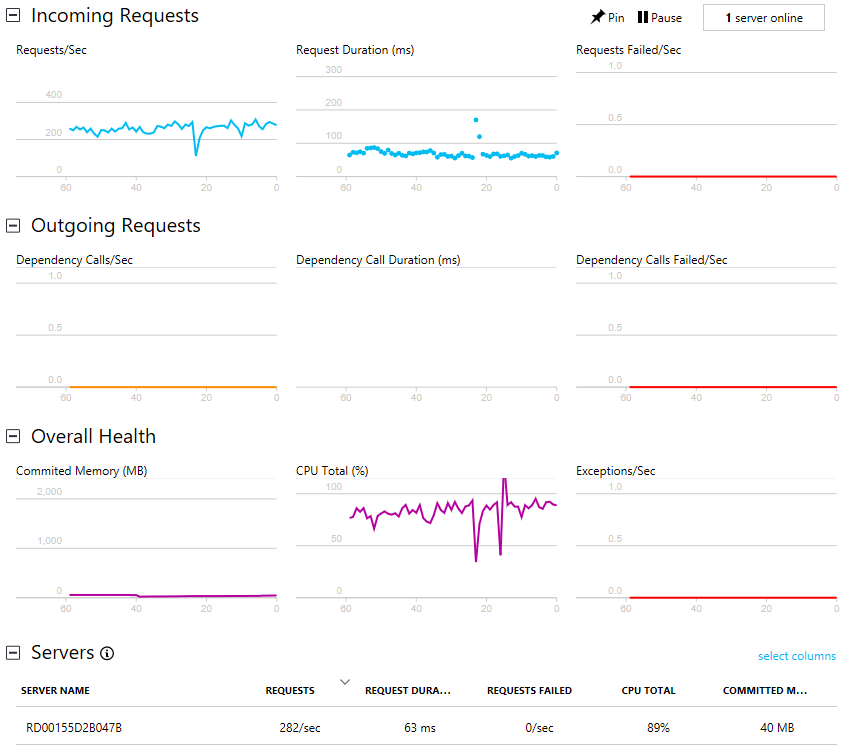 Incoming Requests
Pin Pause 1 server online
Requests/Sec Request Duration (ms) Requests Failed/Sec
400
200
0
60 40 20 0
300
200
100
0
60 40 20 0
1.0
0.5
0.0
60 40 20 0
Outgoing Requests
Dependency Calls/Sec Dependency Call Duration (ms) Dependency Calls Failed/Sec
1.0
0.5
0.0
60 40 20 0
60 40 20 0
1.0
0.5
0.0
60 40 20 0
Overall Health
Commited Memory (MB) CPU Total (%) Exceptions/Sec
2,000
1,000
0
60 40 20 0
100
50
0
60 40 20 0
1.0
0.5
0.0
60 40 20 0
Servers
select columns
SERVER NAME REQUESTS REQUEST DURA... REQUESTS FAILED CPU TOTAL COMMITTED M...
RD00155D2B047B 282/sec 63 ms 0/sec 89% 40 MB